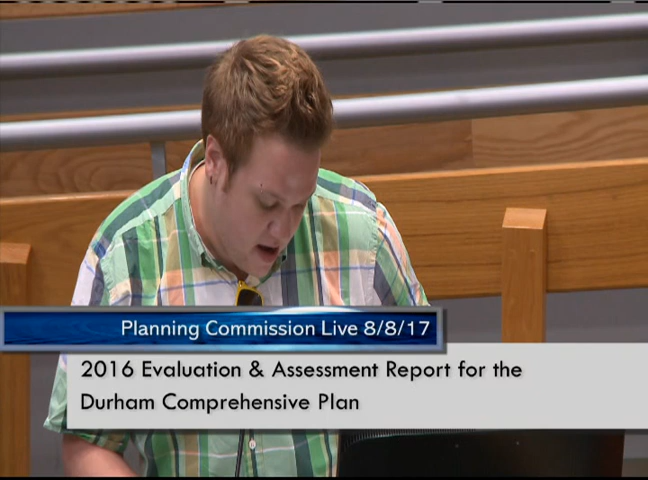 Planning Commission Live 8/8/17
2016 Evaluation & Assessment Report for the
Durham Comprehensive Plan